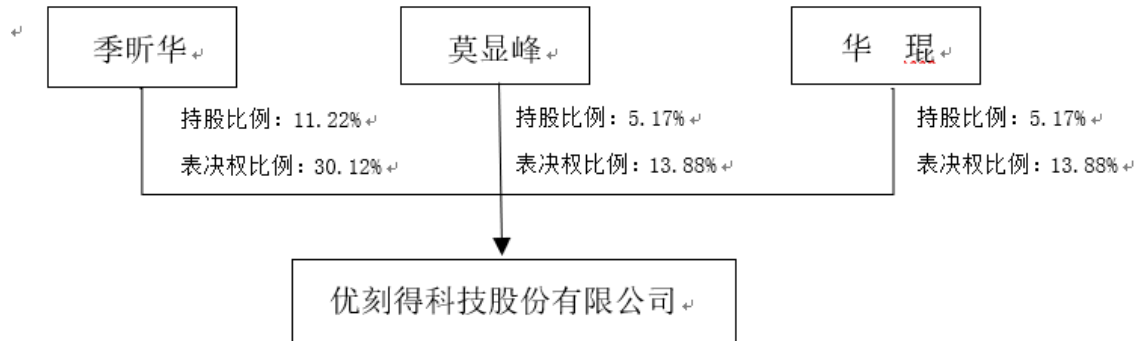 季昕华
莫显峰
华 琨
持股比例：11.22%
表决权比例：30.12%
持股比例：5.17%
表决权比例：13.88%
持股比例：5.17%
表决权比例：13.88%
优刻得科技股份有限公司